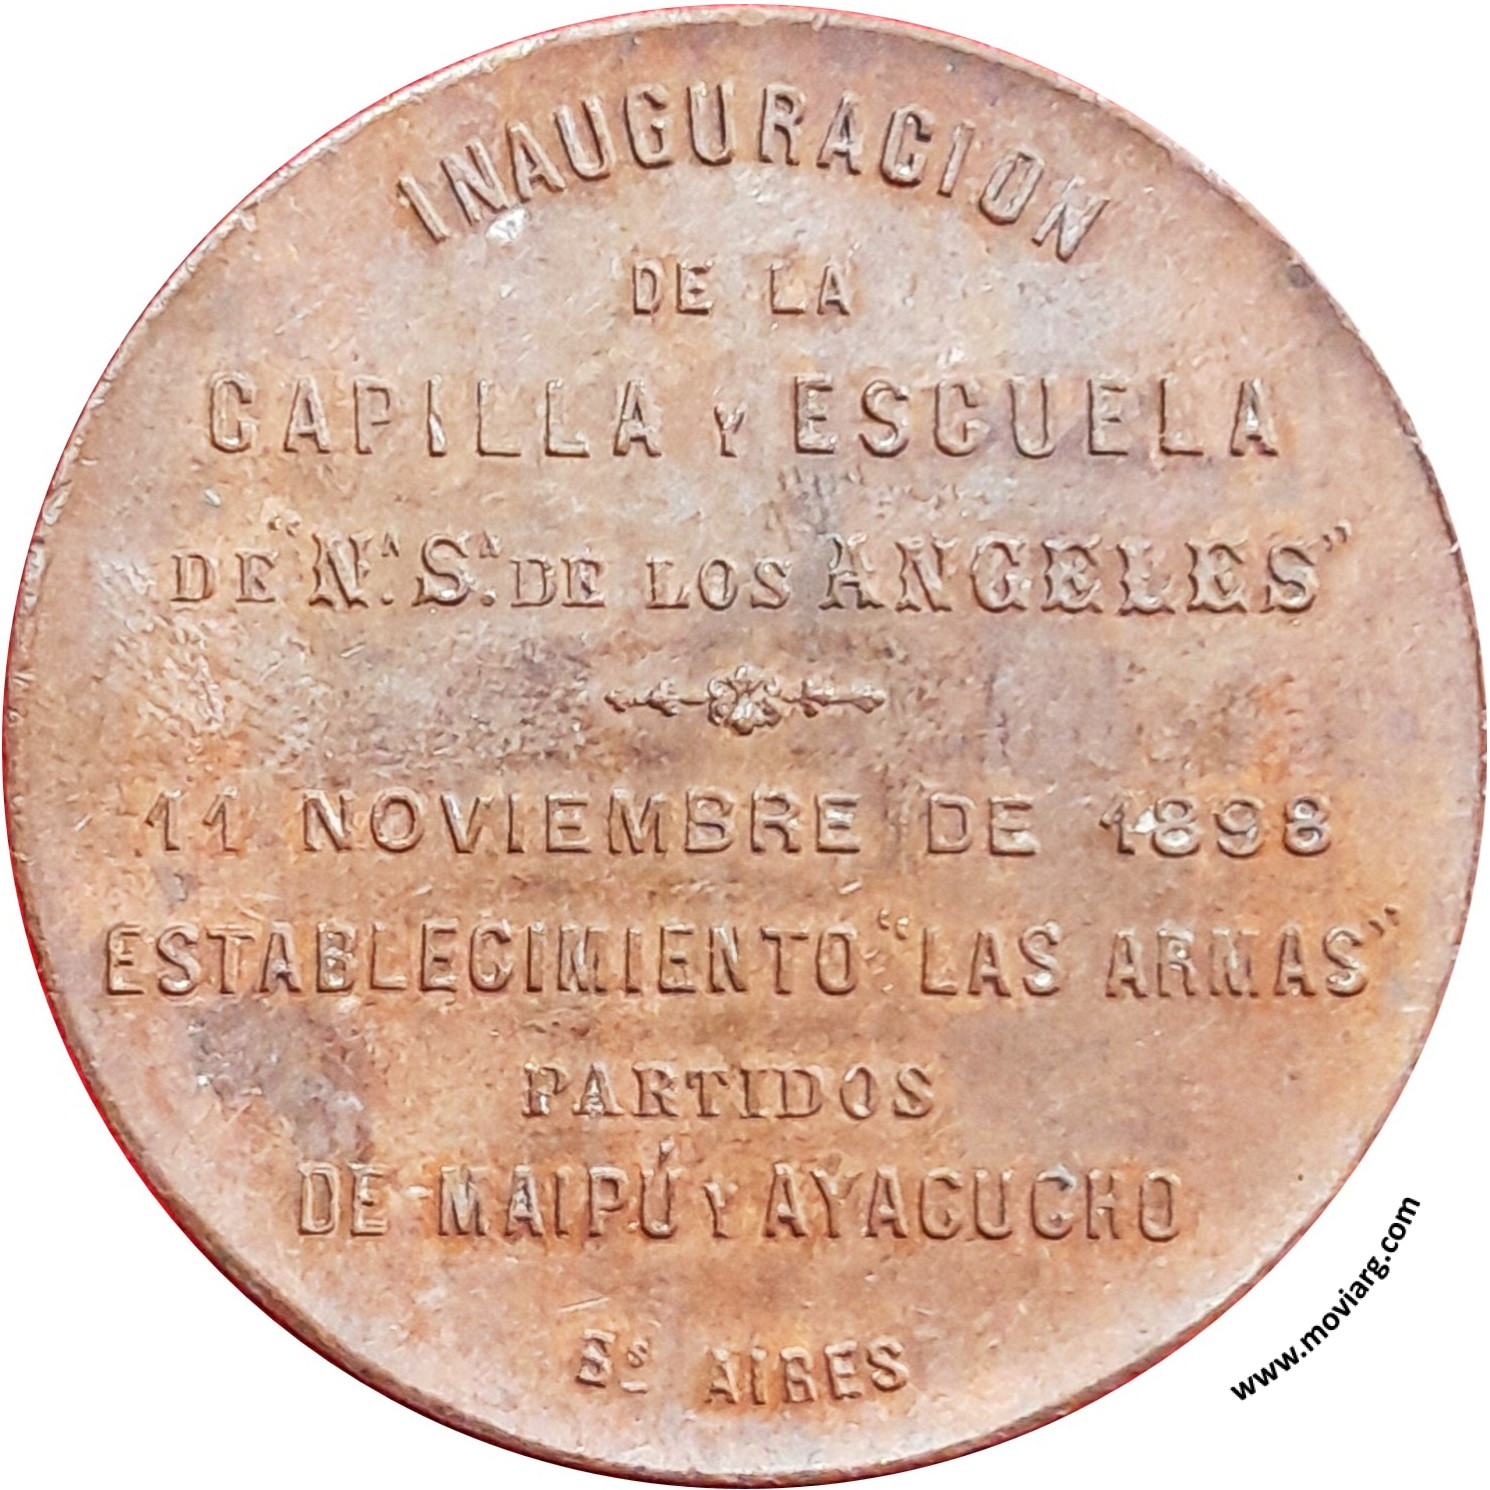 INAUGURACION
DE LA
CAPILLA Y ESCUELA
DE "Nª. Sª. DE LOS ANGELES"
11 NOVIEMBRE DE 1898
ESTABLECIMIENTO "LAS ARMAS"
PARTIDOS
DE MAIPÚ Y AYACUCHO
Bs AIRES
www.moviarg.com